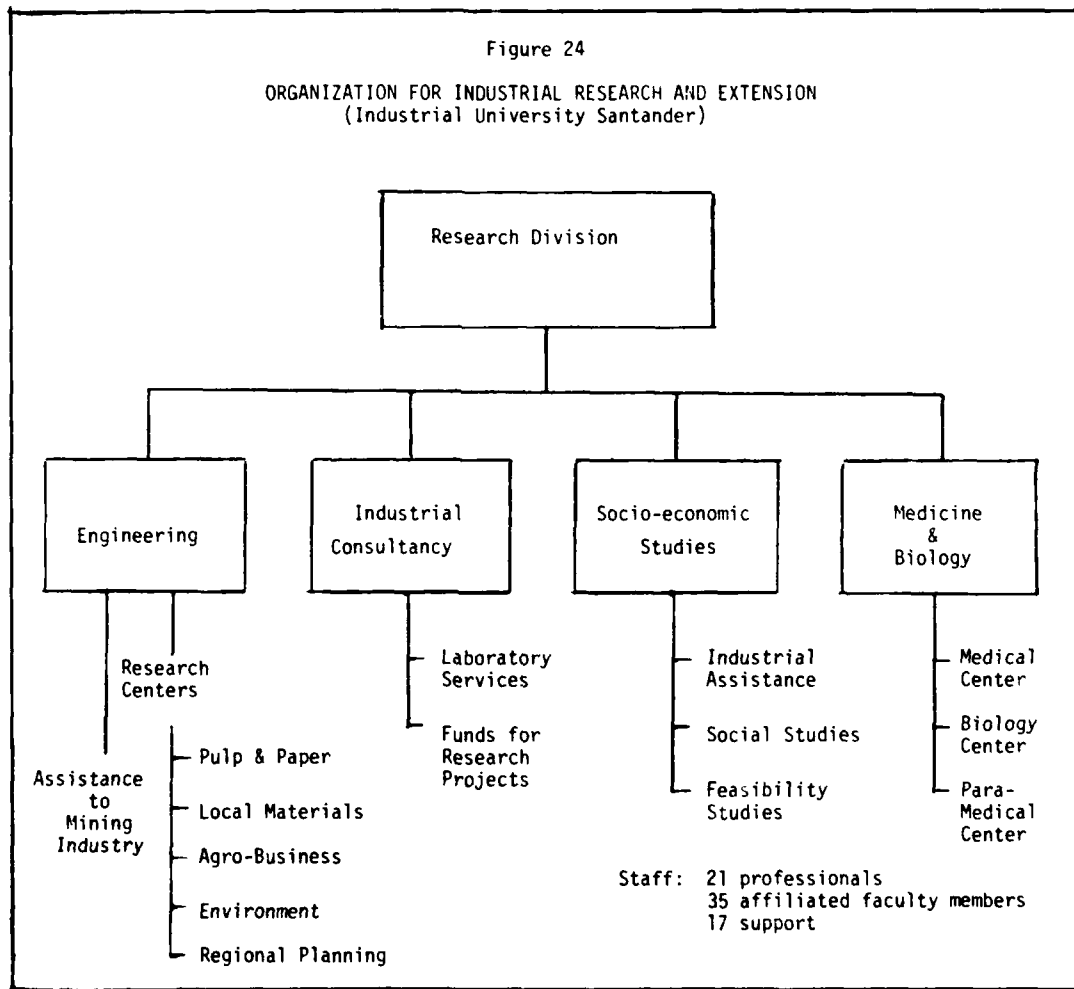 Figure 24
ORGANIZATION FOR INDUSTRIAL RESEARCH AND EXTENSION
(Industrial University Santander)
Research Division
Engineering
Industrial
Consultancy
Socio-economic
Studies
Medicine
&
Biology
Research
Centers
Assistance
to
Mining
Industry
Pulp & Paper
Local Materials
Agro-Business
Environment
Regional Planning
Laboratory
Services
Funds for
Research
Projects
Industrial
Assistance
Social Studies
Feasibility
Studies
Medical
Center
Biology
Center
Para-
Medical
Center
Staff: 21 professionals
35 affiliated faculty members
17 support